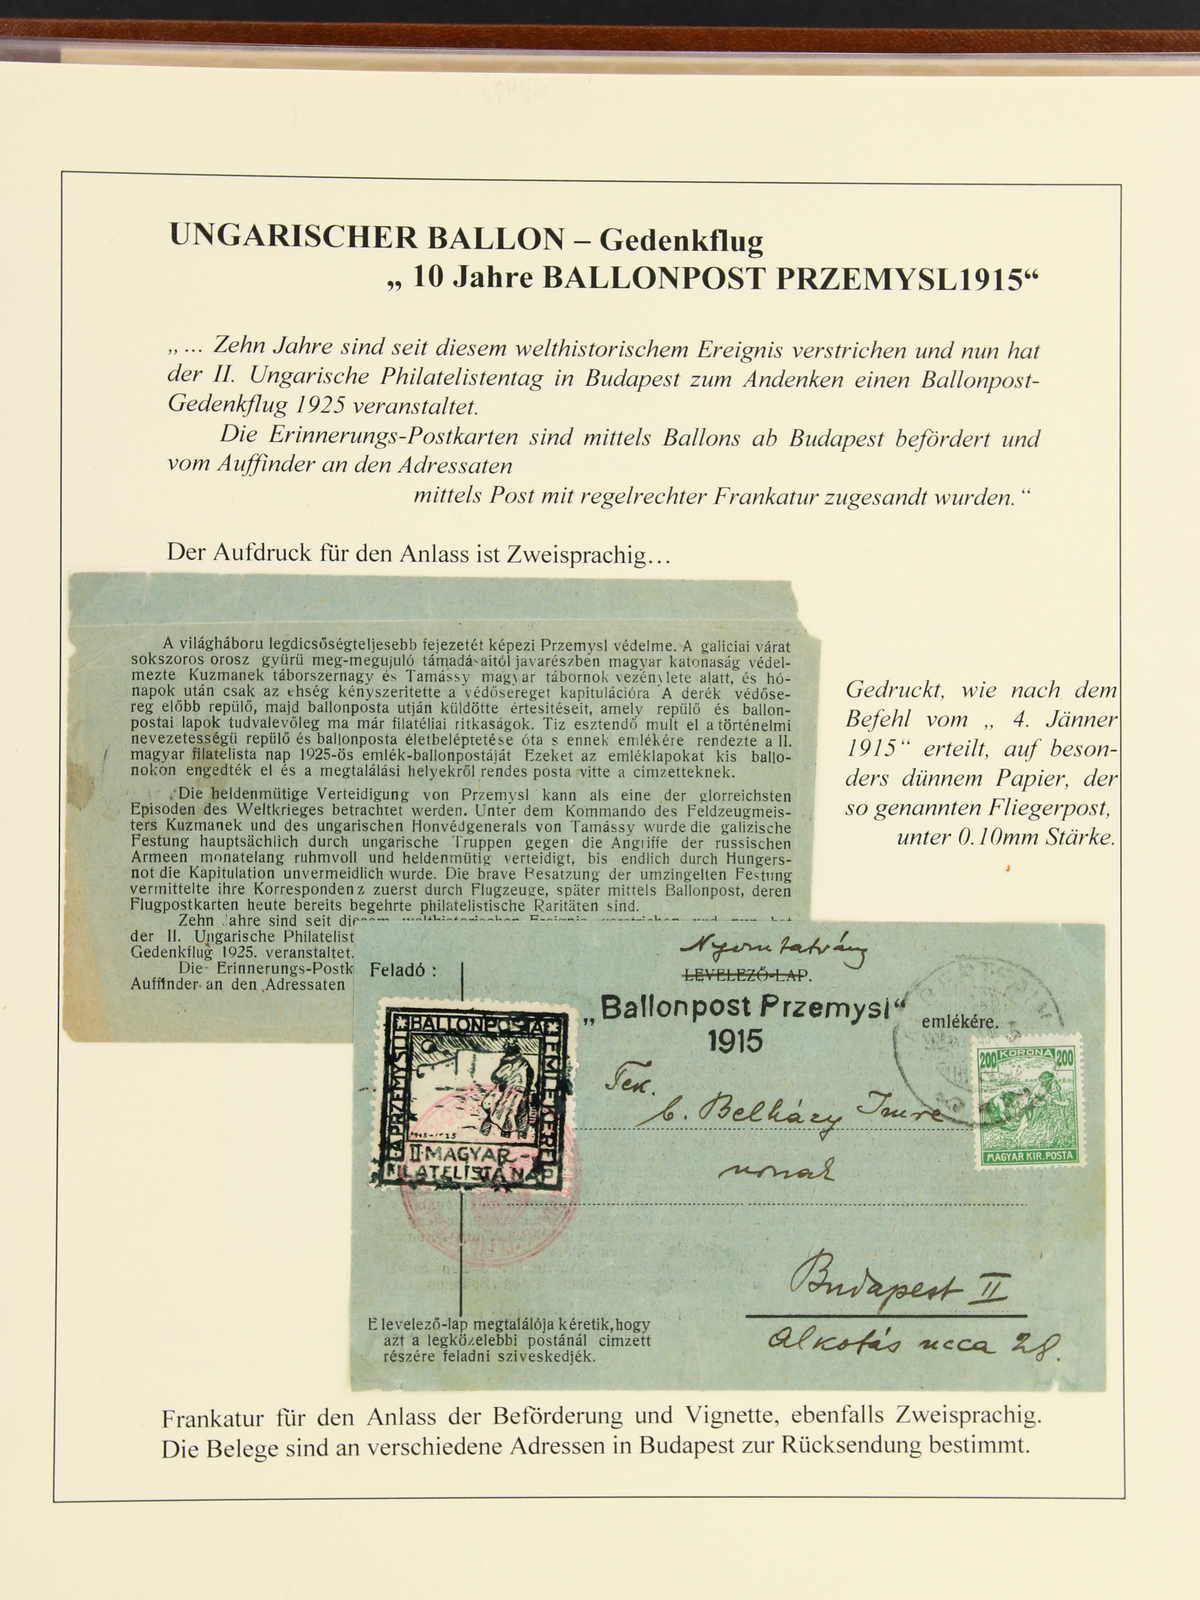 UNGARISCHER BALLON – Gedenkflug
„ 10 Jahre BALLONPOST PRZEMYSL1915“
„… Zehn Jahre sind seit diesem welthistorischem Ereignis verstrichen und nun hat
der II. Ungarische Philatelistentag in Budapest zum Andenken einen Ballonpost-
Gedenkflug 1925 veranstaltet.
Die Erinnerungs-Postkarten sind mittels Ballons ab Budapest befördert und
vom Auffinder an den Adressaten
mittels Post mit regelrechter Frankatur zugesandt wurden.“
Der Aufdruck für den Anlass ist Zweisprachig…
A világháboru legdicsőségteljesebb fejezetét képezi Przemysl védelme. A galiciai várat
sokszoros orosz gyürü meg-megujuló támadásaitól javarészben magyar katonaság védel-
mezte Kuzmanek táborszernagy és Tamássy magyar tábornok vezénylete alatt, és hó-
napok után csak az éhség kényszeritette a védősereget kapitulációra A derék védőse-
reg előbb repülő, majd ballonposta utján küldötte értesitéseit, amely repülő és ballon-
postai lapok tudvalevőleg ma már filatéliai ritkaságok. Tiz esztendő mult el a történelmi
nevezetességü repülő és ballonposta életbeléptetése óta s ennek emlékére rendezte a II.
magyar filatelista nap 1925-ös emlék-ballonpostáját Ezeket az emléklapokat kis ballo-
nokon engedték el és a megtalálási helyekről rendes posta vitte a cimzetteknek.
Die heldenmütige Verteidigung von Przemysl kann als eine der glorreichsten
Episoden des Weltkrieges betrachtet werden. Unter dem Kommando des Feldzeugmeis-
ters Kuzmanek und des ungarischen Honvédgenerals von Tamássy wurde die galizische
Festung hauptsächlich durch ungarische Truppen gegen die Angriffe der russischen
Armeen monatelang ruhmvoll und heldenmütig verteidigt, bis endlich durch Hungers-
not die Kapitulation unvermeidlich wurde. Die brave Besatzung der umzingelten Festung
vermittelte ihre Korrespondenz zuerst durch Flugzeuge, später mittels Ballonpost, deren
Flugpostkarten heute bereits begehrte philatelistische Raritäten sind.
Zehn Jahre sind seit diesem welthistorischen Ereignis verstrichen und nun hat
der II. Ungarische Philatelist
Gedenkflug 1925. veranstaltet.
Die Erinnerungs-Postk
Auffinder an den Adressaten
Gedruckt, wie nach dem
Befehl vom „ 4. Jänner
1915“ erteilt, auf beson-
ders dünnem Papier, der
so genannten Fliegerpost,
unter 0.10mm Stärke.
Feladó :
Nyomtatvány
LEVELEZŐ-LAP.
„Ballonpost Przemysl“
1915
emlékére.
A PRZEMYSLI BALLONPOSTA EMLÉKÉRE
1915-1925
II. MAGYAR-
FILATELISTA NAP
200 KORONA 200
MAGYAR KIR. POSTA
Tek.
b. Belházy Imre
urnak
Budapest II
Alkotás ucca 28.
E levelező-lap megtalálója kéretik, hogy
azt a legközelebbi postánál cimzett
részére feladni sziveskedjék.
Frankatur für den Anlass der Beförderung und Vignette, ebenfalls Zweisprachig.
Die Belege sind an verschiedene Adressen in Budapest zur Rücksendung bestimmt.